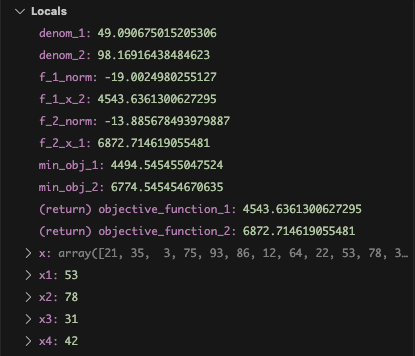 Locals
denom_1: 49.090675015205306
denom_2: 98.16916438484623
f_1_norm: -19.0024980255127
f_1_x_2: 4543.6361300627295
f_2_norm: -13.885678493979887
f_2_x_1: 6872.714619055481
min_obj_1: 4494.545455047524
min_obj_2: 6774.545454670635
(return) objective_function_1: 4543.6361300627295
(return) objective_function_2: 6872.714619055481
x: array([21, 35,  3, 75, 93, 86, 12, 64, 22, 53, 78, 3…
x1: 53
x2: 78
x3: 31
x4: 42